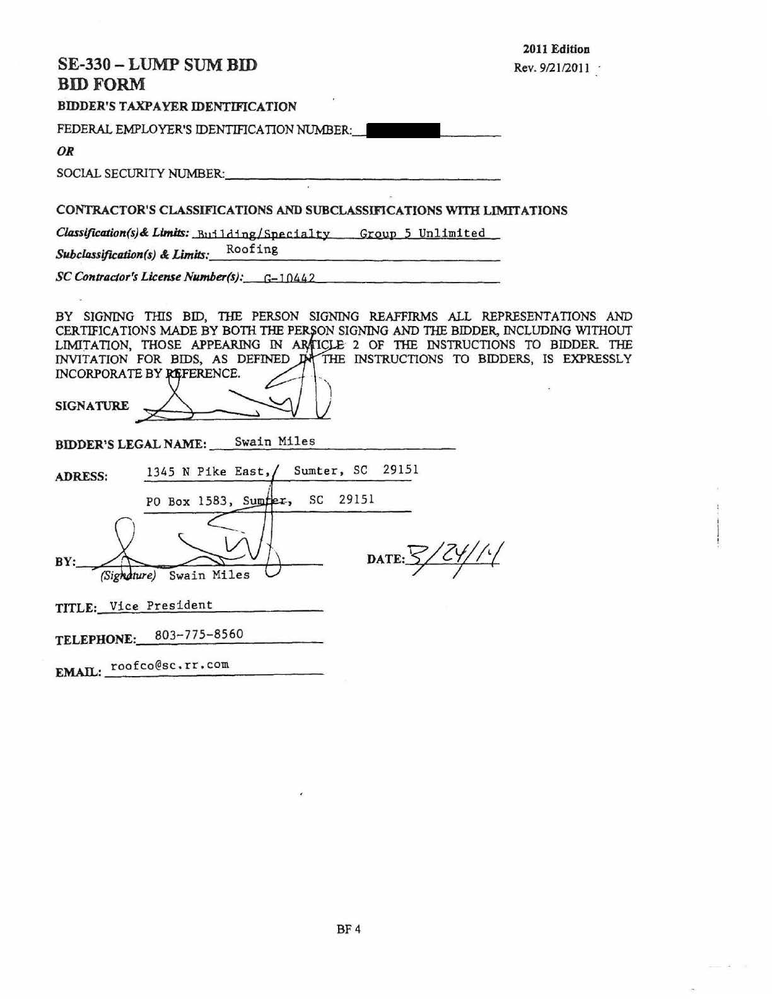 2011 Edition
SE-330 – LUMP SUM BID
Rev. 9/21/2011
BID FORM
BIDDER'S TAXPAYER IDENTIFICATION
FEDERAL EMPLOYER'S IDENTIFICATION NUMBER:
OR
SOCIAL SECURITY NUMBER:
CONTRACTOR'S CLASSIFICATIONS AND SUBCLASSIFICATIONS WITH LIMITATIONS
Classification(s)& Limits: Building/Specialty Group 5 Unlimited
Subclassification(s) & Limits: Roofing
SC Contractor's License Number(s): G-10442
BY SIGNING THIS BID, THE PERSON SIGNING REAFFIRMS ALL REPRESENTATIONS AND
CERTIFICATIONS MADE BY BOTH THE PERSON SIGNING AND THE BIDDER, INCLUDING WITHOUT
LIMITATION, THOSE APPEARING IN ARTICLE 2 OF THE INSTRUCTIONS TO BIDDER. THE
INVITATION FOR BIDS, AS DEFINED IN THE INSTRUCTIONS TO BIDDERS, IS EXPRESSLY
INCORPORATE BY REFERENCE.
SIGNATURE
BIDDER'S LEGAL NAME: Swain Miles
ADRESS: 1345 N Pike East, Sumter, SC 29151
PO Box 1583, Sumter, SC 29151
BY: DATE: 3/24/14
(Signature) Swain Miles
TITLE: Vice President
TELEPHONE: 803-775-8560
EMAIL: roofco@sc.rr.com
BF 4